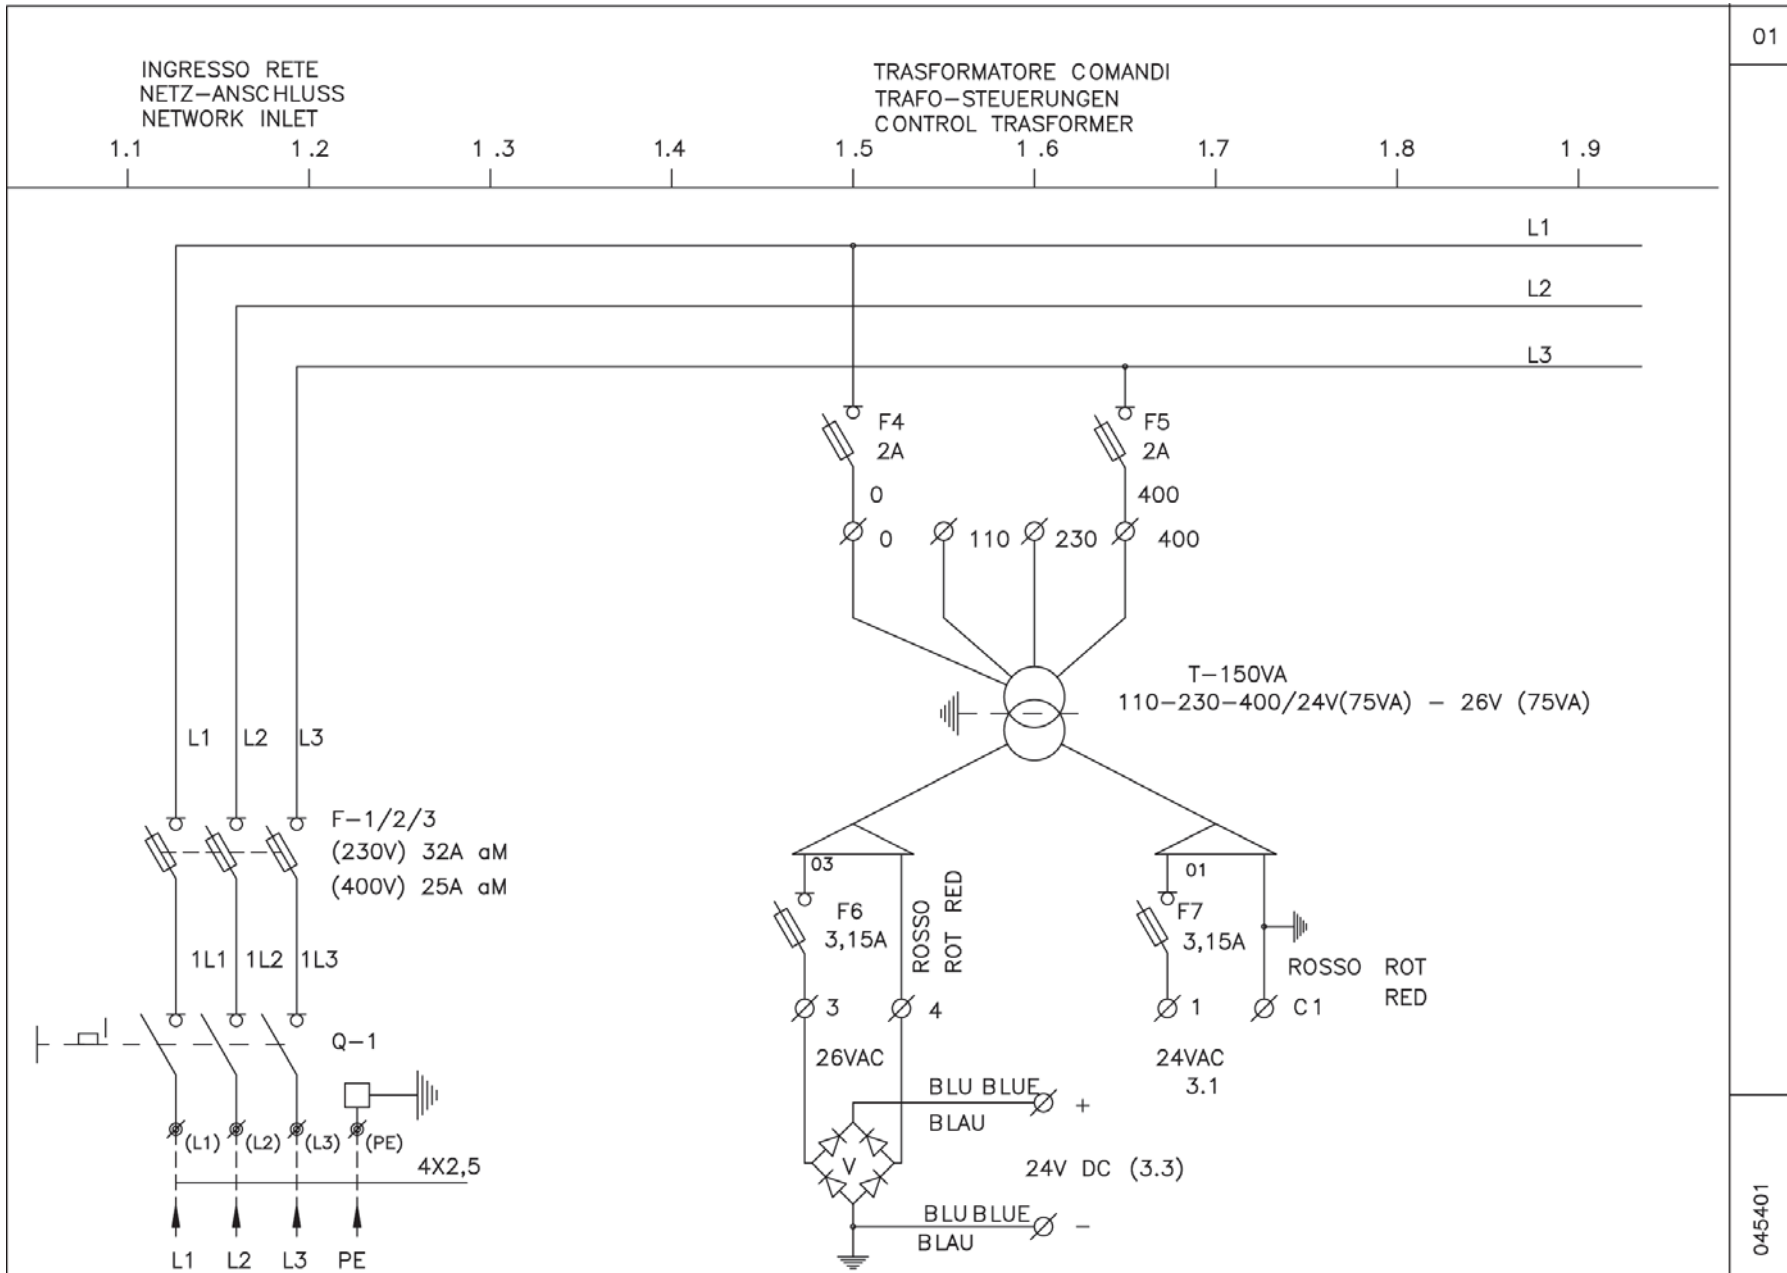 01
INGRESSO RETE
NETZ-ANSCHLUSS
NETWORK INLET
TRASFORMATORE COMANDI
TRAFO-STEUERUNGEN
CONTROL TRASFORMER
1.1 1.2 1.3 1.4 1.5 1.6 1.7 1.8 1.9
L1
L2
L3
F4
2A
F5
2A
0
400
0 110 230 400
T-150VA
110-230-400/24V(75VA) - 26V (75VA)
L1 L2 L3
F-1/2/3
(230V) 32A aM
(400V) 25A aM
03
F6
3,15A
ROSSO
ROT RED
01
F7
3,15A
ROSSO ROT
RED
1L1 1L2 1L3
3 4
1 C1
Q-1
26VAC
24VAC
3.1
BLU BLUE
BLAU
+
(L1) (L2) (L3) (PE)
4X2,5
V
24V DC (3.3)
BLU BLUE
BLAU
-
L1 L2 L3 PE
045401